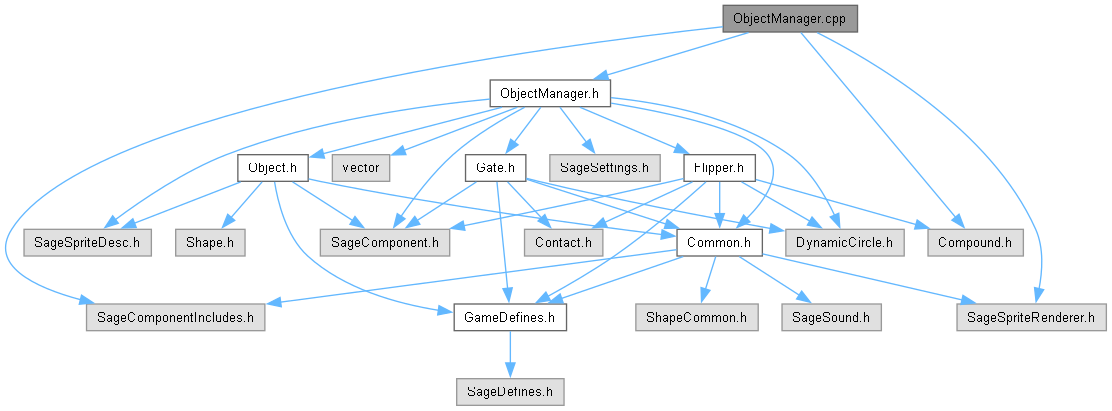 ObjectManager.cpp
ObjectManager.h
Object.h
vector
Gate.h
SageSettings.h
Flipper.h
SageSpriteDesc.h
Shape.h
SageComponent.h
Contact.h
Common.h
DynamicCircle.h
Compound.h
SageComponentIncludes.h
GameDefines.h
ShapeCommon.h
SageSound.h
SageSpriteRenderer.h
SageDefines.h